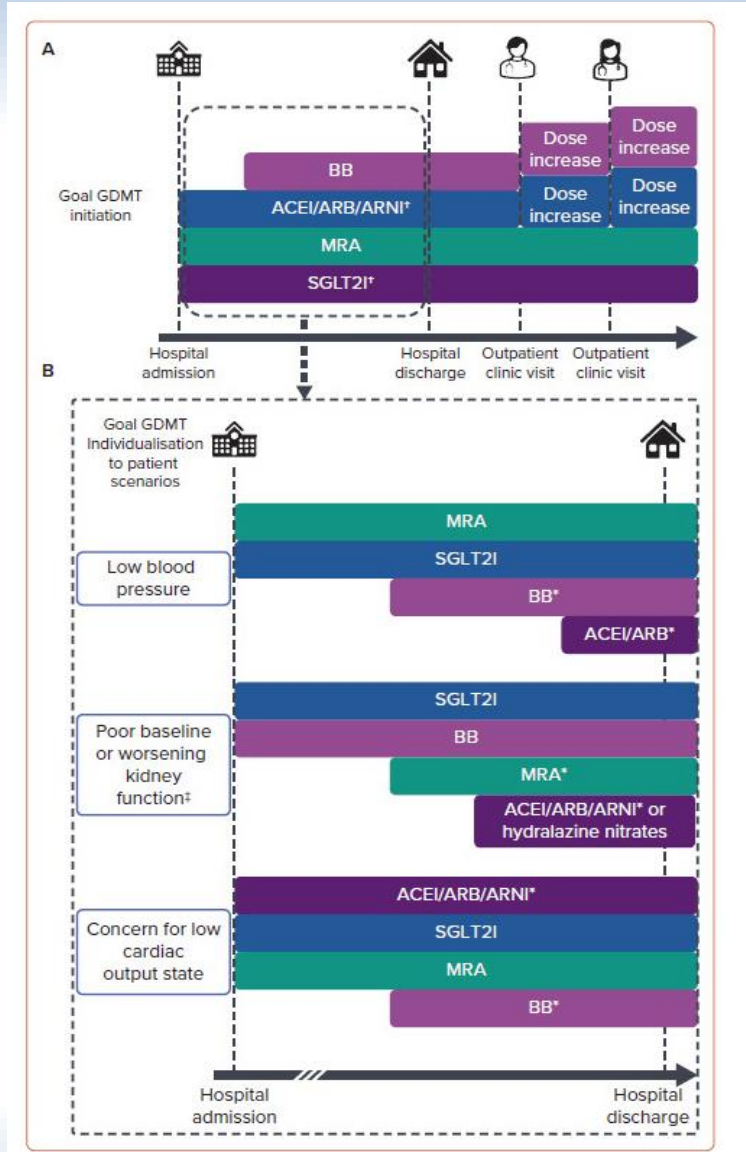 A
Goal GDMT
initiation
BB
ACEI/ARB/ARNI†
MRA
SGLT2I†
Dose
increase
Dose
increase
Dose
increase
Dose
increase
Hospital
admission
Hospital
discharge
Outpatient
clinic visit
Outpatient
clinic visit
B
Goal GDMT
Individualisation
to patient
scenarios
Low blood
pressure
MRA
SGLT2I
BB*
ACEI/ARB*
Poor baseline
or worsening
kidney
function‡
SGLT2I
BB
MRA*
ACEI/ARB/ARNI* or
hydralazine nitrates
Concern for low
cardiac
output state
ACEI/ARB/ARNI*
SGLT2I
MRA
BB*
Hospital
admission
Hospital
discharge